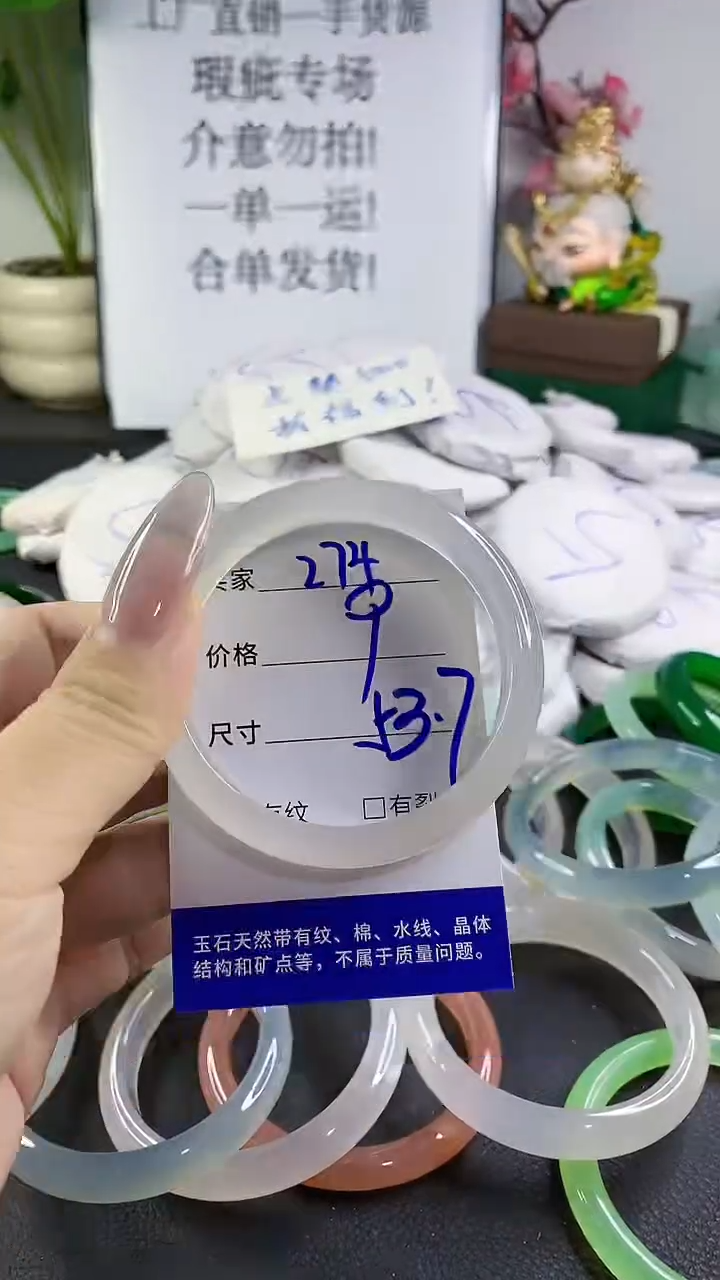 工厂直销一手货源
瑕疵专场
介意勿拍!
一单一运!
合单发货!
家 274
价格
尺寸 53.7
有纹 □有裂
玉石天然带有纹、棉、水线、晶体
结构和矿点等，不属于质量问题。